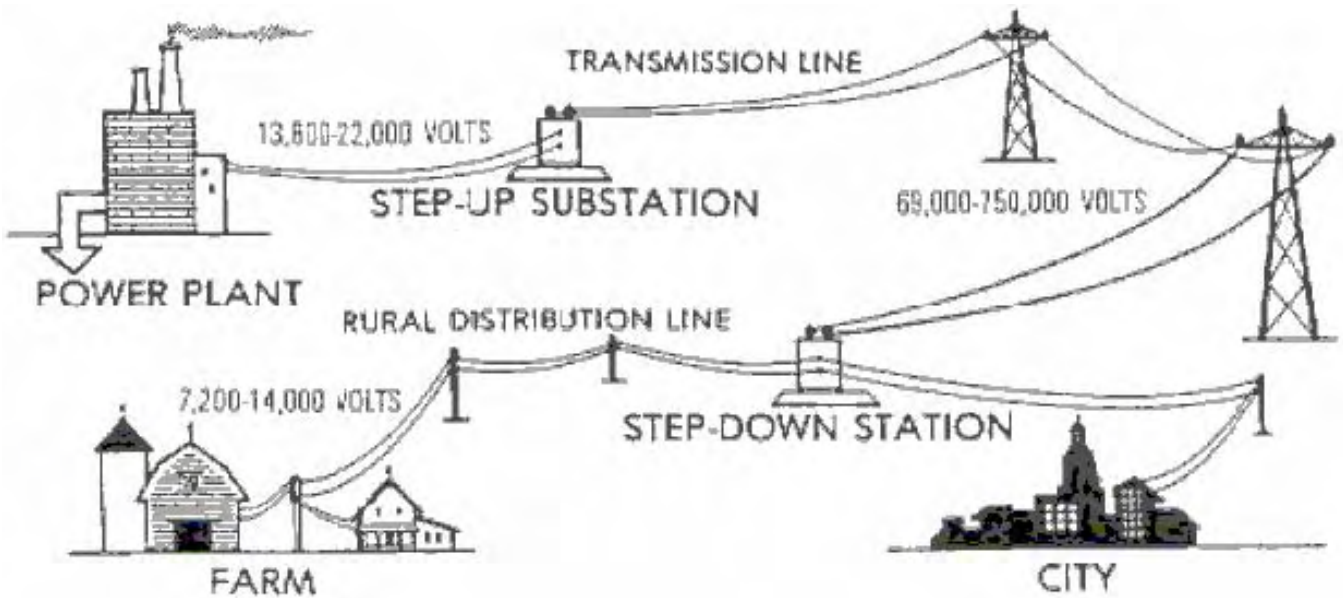 TRANSMISSION LINE
13,800-22,000 VOLTS
STEP-UP SUBSTATION
69,000-750,000 VOLTS
POWER PLANT
RURAL DISTRIBUTION LINE
7,200-14,000 VOLTS
STEP-DOWN STATION
FARM
CITY